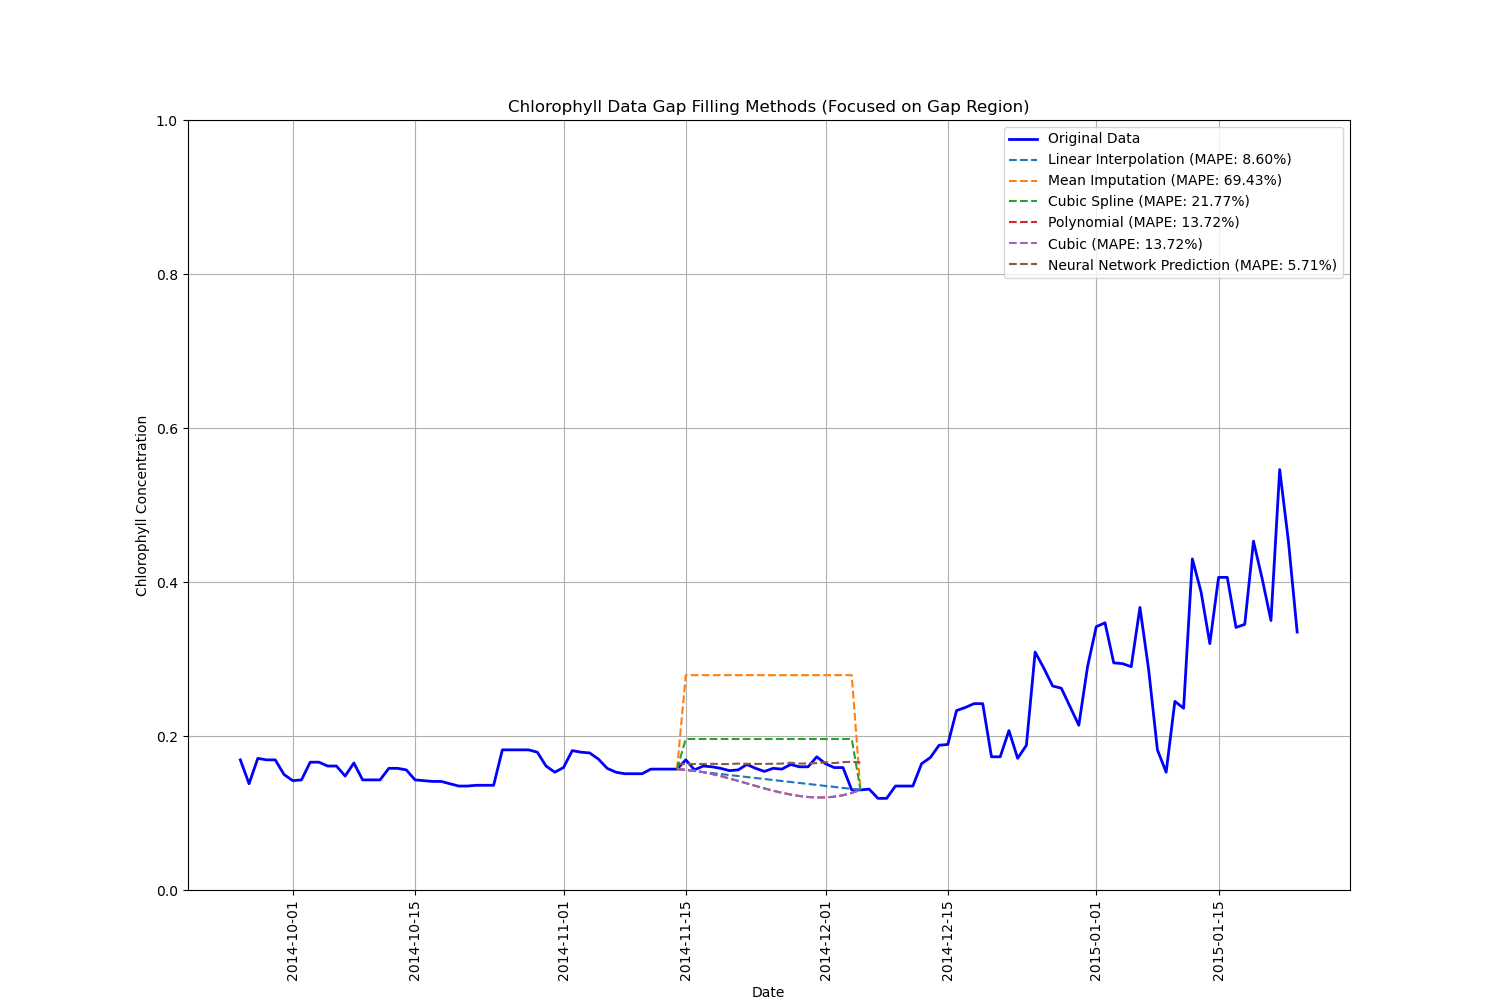 Chlorophyll Data Gap Filling Methods (Focused on Gap Region)
1.0
0.8
0.6
0.4
0.2
0.0
Chlorophyll Concentration
Original Data
Linear Interpolation (MAPE: 8.60%)
Mean Imputation (MAPE: 69.43%)
Cubic Spline (MAPE: 21.77%)
Polynomial (MAPE: 13.72%)
Cubic (MAPE: 13.72%)
Neural Network Prediction (MAPE: 5.71%)
2014-10-01
2014-10-15
2014-11-01
2014-11-15
2014-12-01
2014-12-15
2015-01-01
2015-01-15
Date